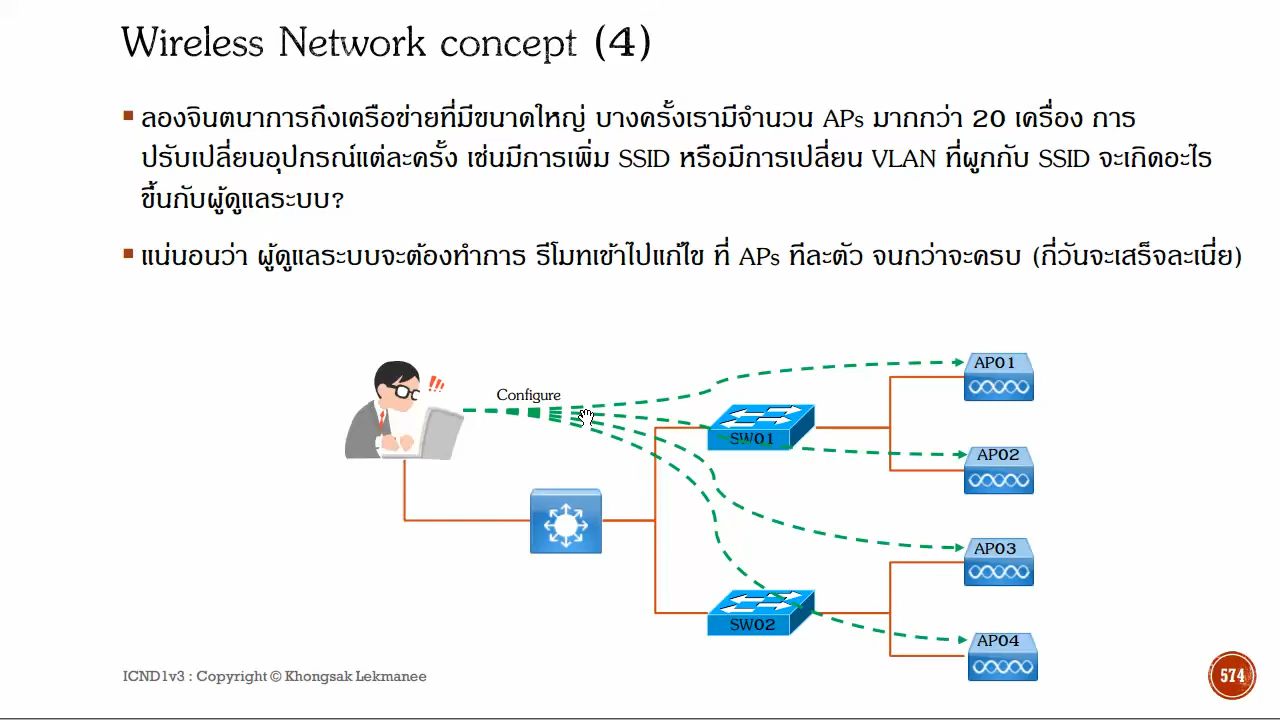 Wireless Network concept (4)
ลองจินตนาการถึงเครือข่ายที่มีขนาดใหญ่ บางครั้งเรามีจำนวน APs มากกว่า 20 เครื่อง การ
ปรับเปลี่ยนอุปกรณ์แต่ละครั้ง เช่นมีการเพิ่ม SSID หรือมีการเปลี่ยน VLAN ที่ผูกกับ SSID จะเกิดอะไร
ขึ้นกับผู้ดูแลระบบ?
แน่นอนว่า ผู้ดูแลระบบจะต้องทำการ รีโมทเข้าไปแก้ไข ที่ APs ทีละตัว จนกว่าจะครบ (กี่วันจะเสร็จละเนี่ย)
!!!
Configure
AP01
SW01
AP02
AP03
SW02
AP04
ICND1v3 : Copyright © Khongsak Lekmanee
574